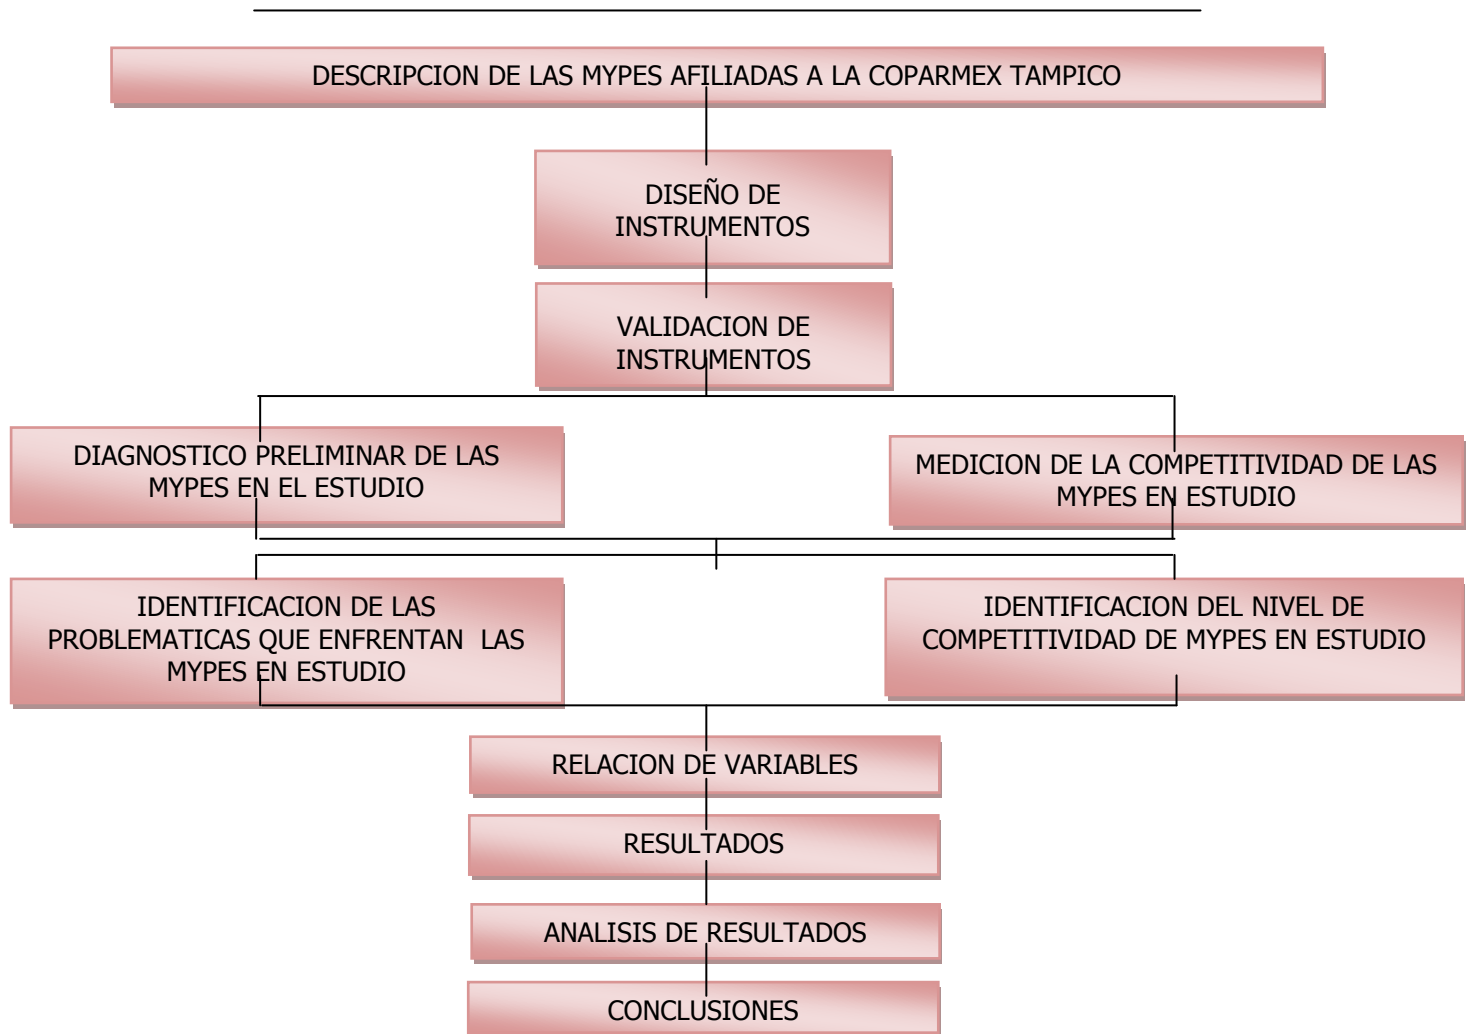 DESCRIPCION DE LAS MYPES AFILIADAS A LA COPARMEX TAMPICO
DISEÑO DE
INSTRUMENTOS
VALIDACION DE
INSTRUMENTOS
DIAGNOSTICO PRELIMINAR DE LAS
MYPES EN EL ESTUDIO
MEDICION DE LA COMPETITIVIDAD DE LAS
MYPES EN ESTUDIO
IDENTIFICACION DE LAS
PROBLEMATICAS QUE ENFRENTAN LAS
MYPES EN ESTUDIO
IDENTIFICACION DEL NIVEL DE
COMPETITIVIDAD DE MYPES EN ESTUDIO
RELACION DE VARIABLES
RESULTADOS
ANALISIS DE RESULTADOS
CONCLUSIONES